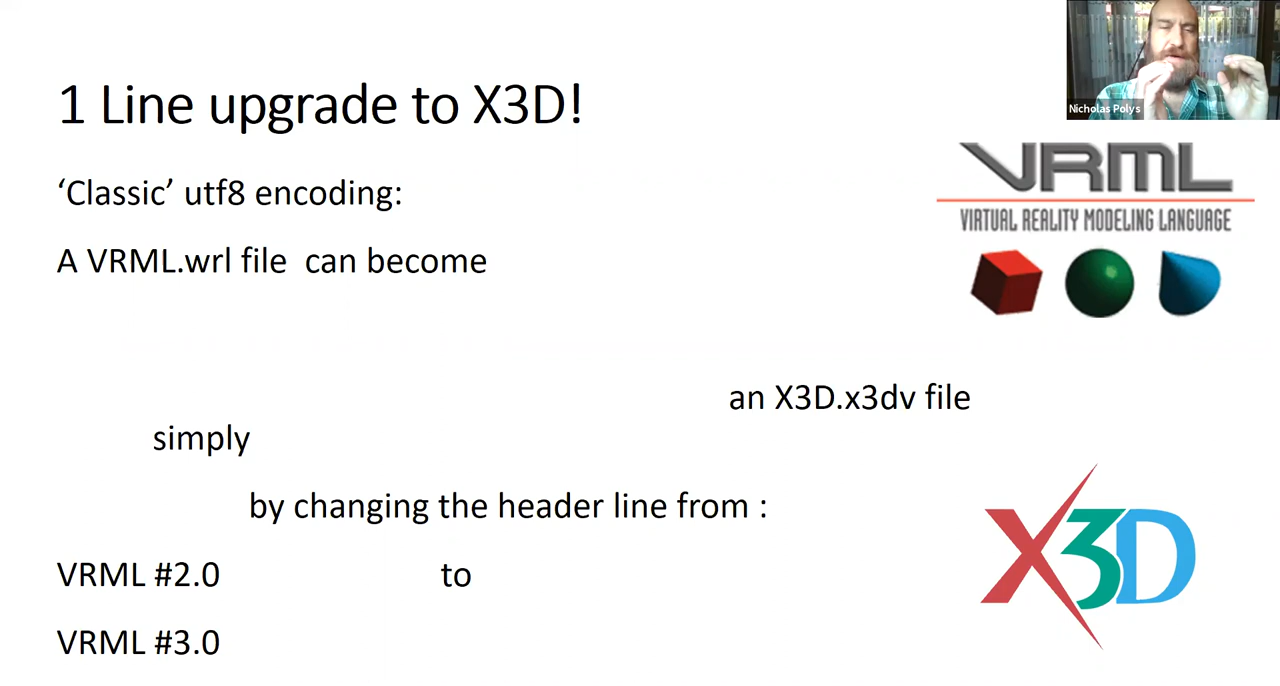 1 Line upgrade to X3D!
Nicholas Polys
‘Classic’ utf8 encoding:
VRML
VIRTUAL REALITY MODELING LANGUAGE
A VRML.wrl file can become
an X3D.x3dv file
simply
by changing the header line from :
X3D
VRML #2.0 to
VRML #3.0